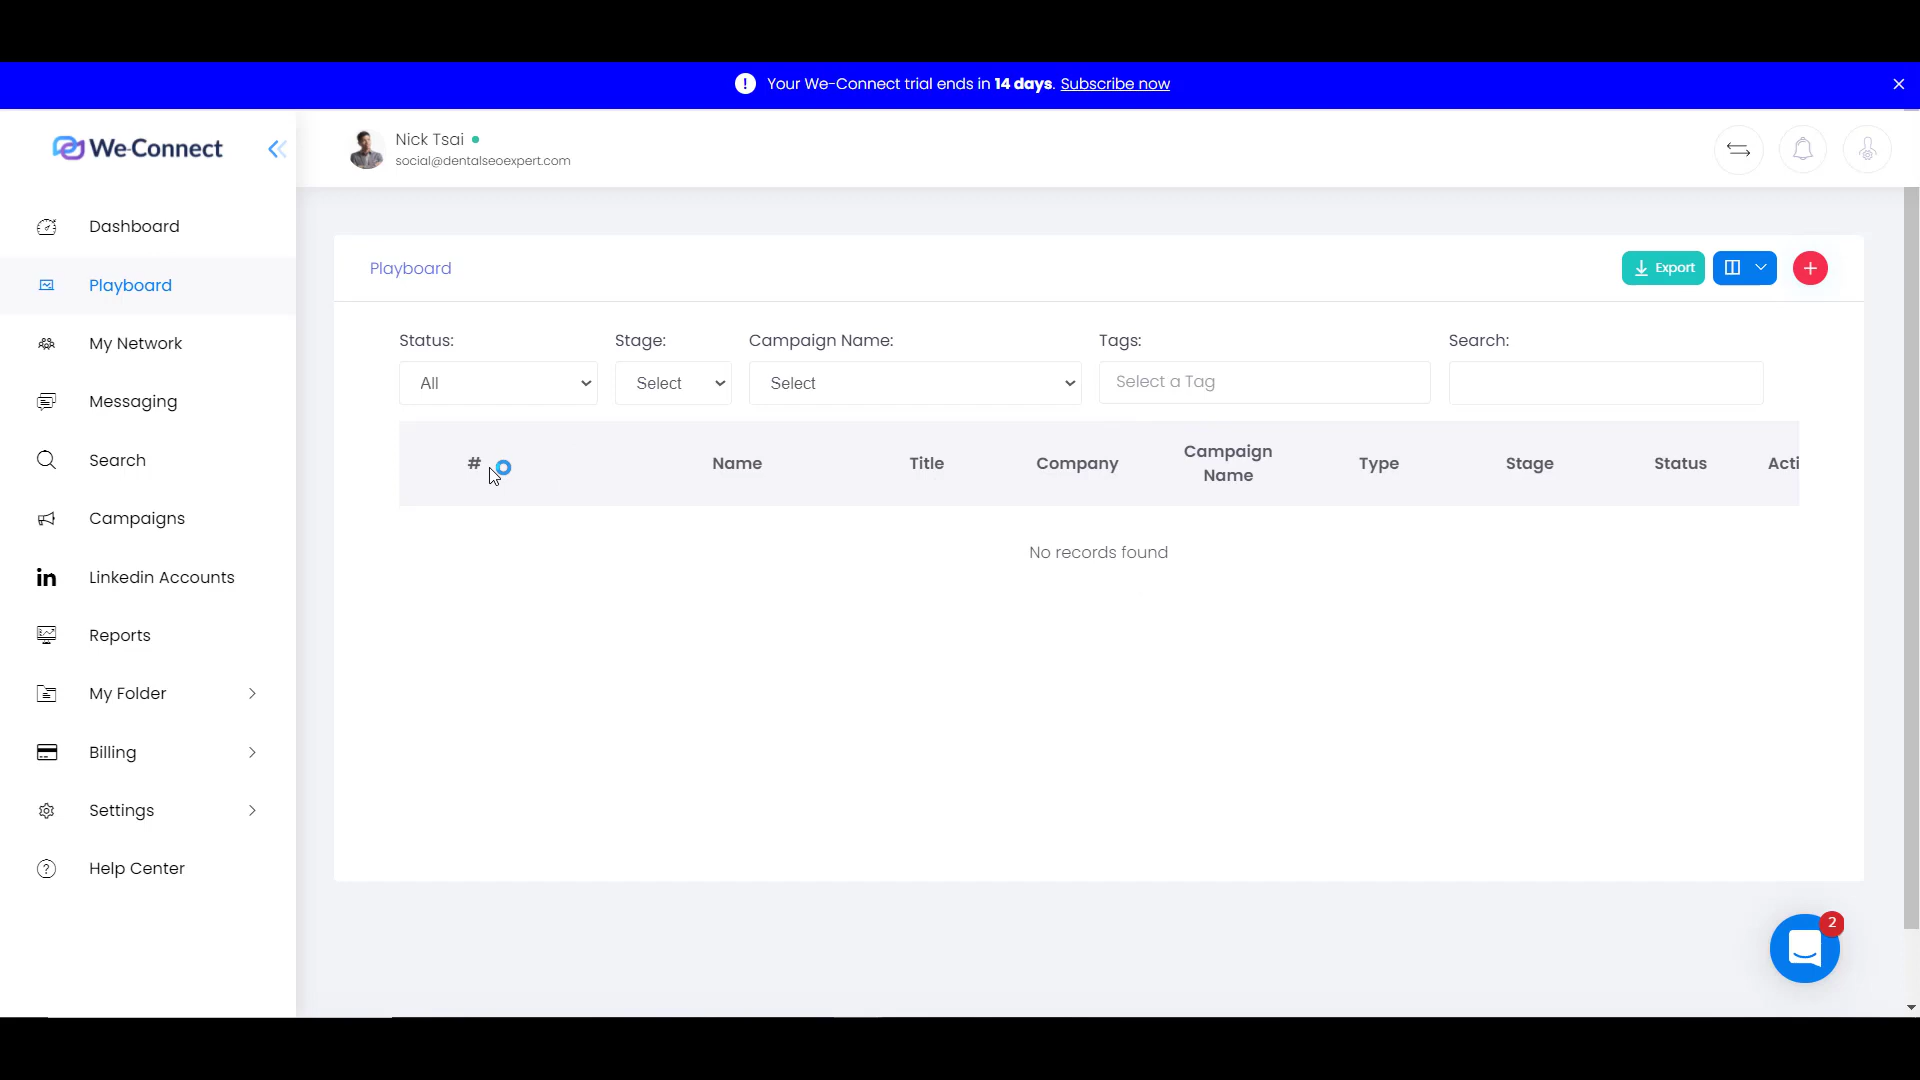 ! Your We-Connect trial ends in 14 days. Subscribe now
We-Connect
Nick Tsai
social@dentalseoexpert.com
Dashboard
Playboard
My Network
Messaging
Search
Campaigns
in Linkedin Accounts
Reports
My Folder
Billing
Settings
? Help Center
Playboard
Export
Status: Stage: Campaign Name: Tags: Search:
All Select Select Select a Tag
# Name Title Company Campaign Name Type Stage Status Acti
No records found
2